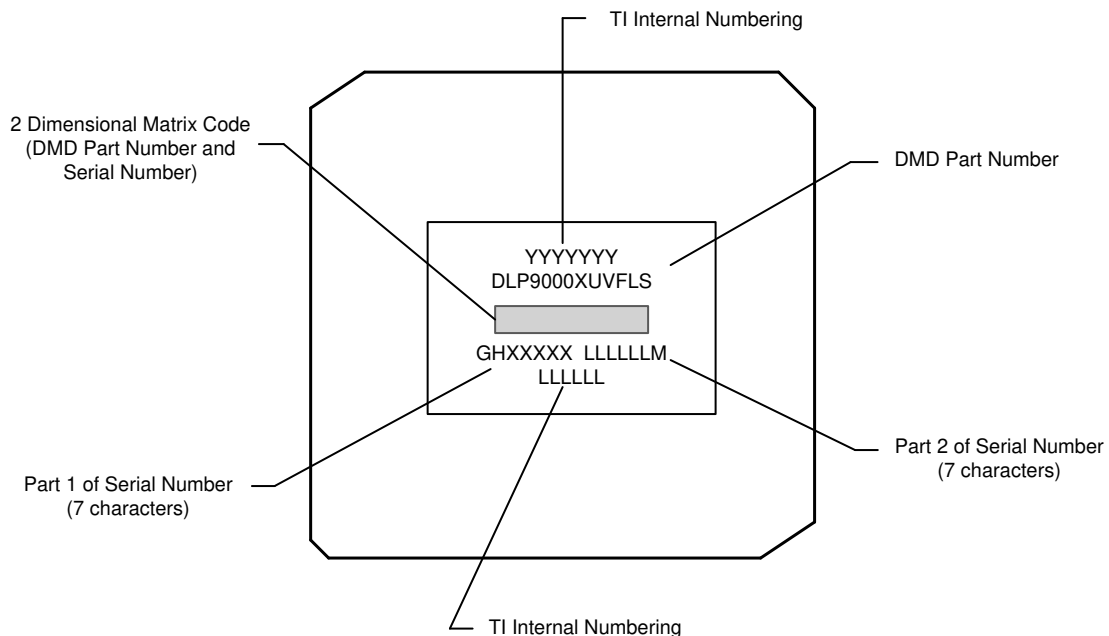 TI Internal Numbering
2 Dimensional Matrix Code
(DMD Part Number and
Serial Number)
DMD Part Number
YYYYYYY
DLP9000XUVFLS
GHXXXXX LLLLLLM
LLLLLL
Part 2 of Serial Number
(7 characters)
Part 1 of Serial Number
(7 characters)
TI Internal Numbering